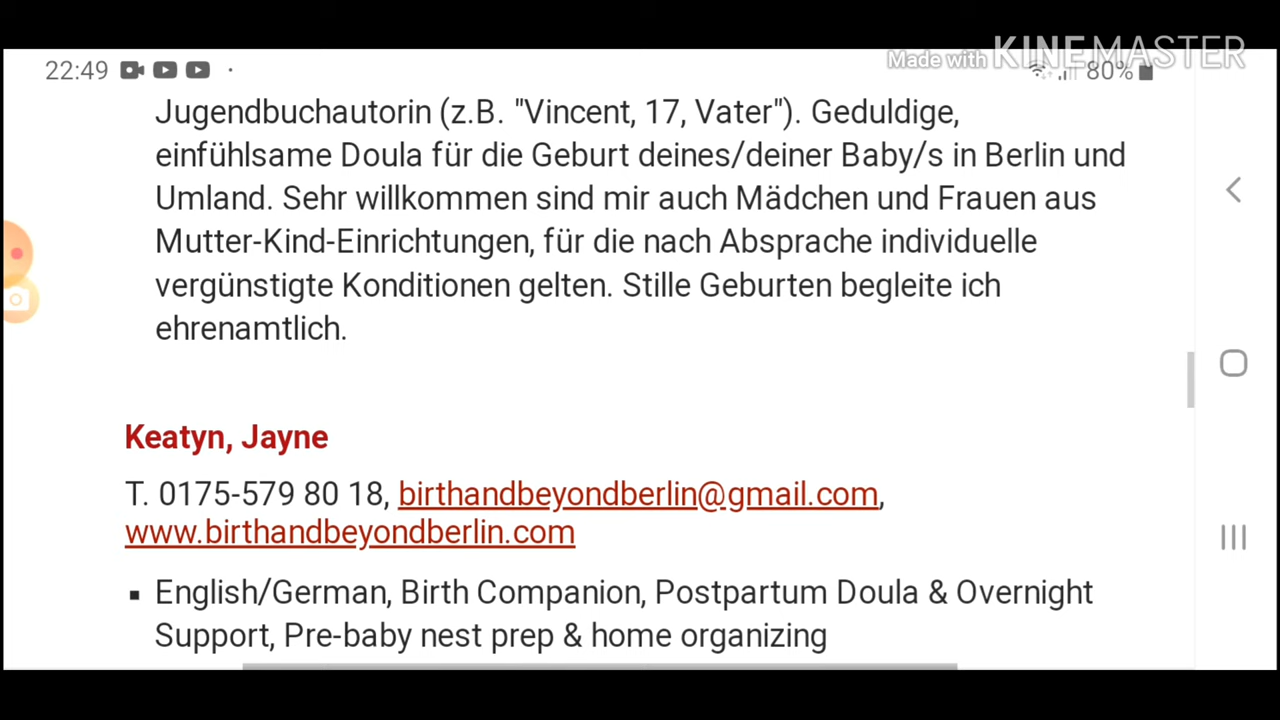 Made with KINEMASTER
22:49 80%
Jugendbuchautorin (z.B. "Vincent, 17, Vater"). Geduldige,
einfühlsame Doula für die Geburt deines/deiner Baby/s in Berlin und
Umland. Sehr willkommen sind mir auch Mädchen und Frauen aus
Mutter-Kind-Einrichtungen, für die nach Absprache individuelle
vergünstigte Konditionen gelten. Stille Geburten begleite ich
ehrenamtlich.
Keatyn, Jayne
T. 0175-579 80 18, birthandbeyondberlin@gmail.com,
www.birthandbeyondberlin.com
▪ English/German, Birth Companion, Postpartum Doula & Overnight
Support, Pre-baby nest prep & home organizing